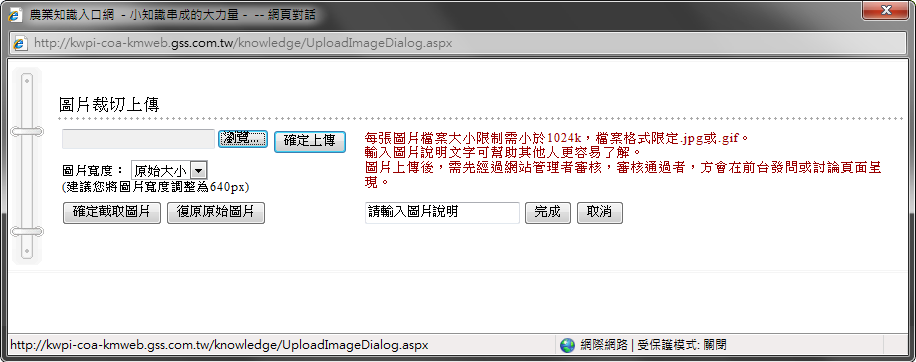 農業知識入口網 - 小知識串成的大力量 - -- 網頁對話
http://kwpi-coa-kmweb.gss.com.tw/knowledge/UploadImageDialog.aspx
圖片裁切上傳
瀏覽... 確定上傳
圖片寬度： 原始大小
(建議您將圖片寬度調整為640px)
確定截取圖片 復原原始圖片
每張圖片檔案大小限制需小於1024k，檔案格式限定.jpg或.gif。
輸入圖片說明文字可幫助其他人更容易了解。
圖片上傳後，需先經過網站管理者審核，審核通過者，方會在前台發問或討論頁面呈
現。
請輸入圖片說明 完成 取消
http://kwpi-coa-kmweb.gss.com.tw/knowledge/UploadImageDialog.aspx 網際網路 | 受保護模式: 關閉